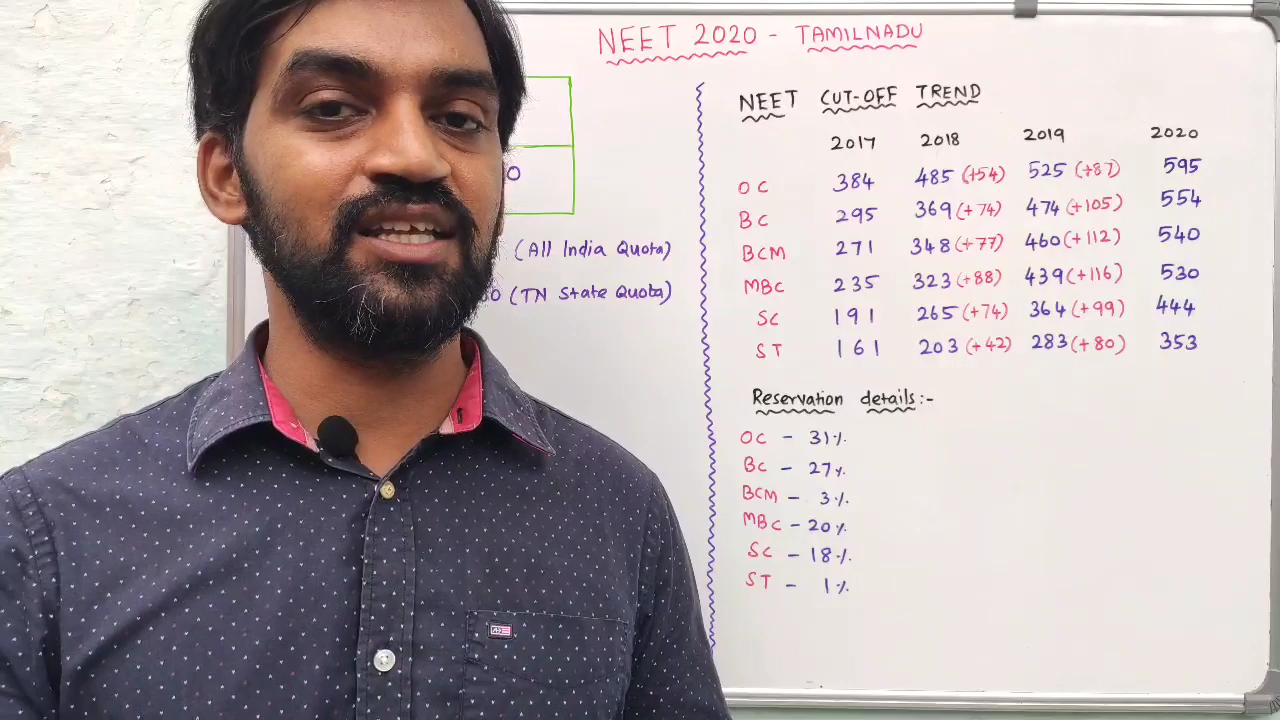 NEET 2020 - TAMILNADU
0
(All India Quota)
0 (TN State Quota)
NEET CUT-OFF TREND
2017 2018 2019 2020
OC 384 485 (+54) 525 (+87) 595
BC 295 369 (+74) 474 (+105) 554
BCM 271 348 (+77) 460 (+112) 540
MBC 235 323 (+88) 439 (+116) 530
SC 191 265 (+74) 364 (+99) 444
ST 161 203 (+42) 283 (+80) 353
Reservation details:-
OC - 31%
BC - 27%
BCM - 3%
MBC - 20%
SC - 18%
ST - 1%